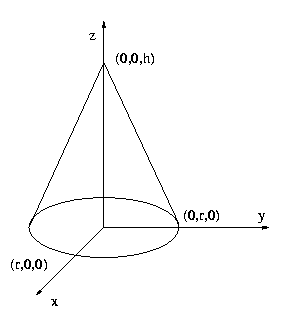 z
(0,0,h)
(0,r,0)
y
(r,0,0)
x